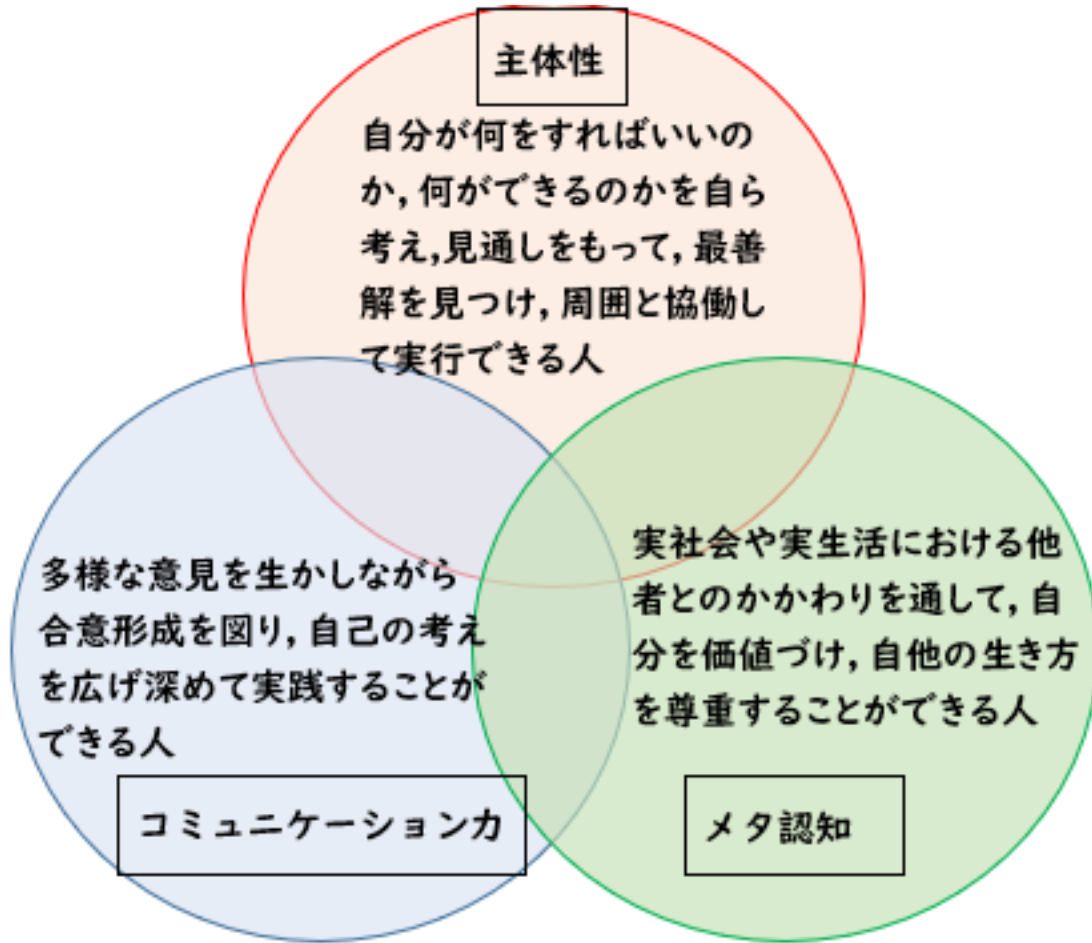 主体性
自分が何をすればいいの
か,何ができるのかを自ら
考え,見通しをもって,最善
解を見つけ,周囲と協働し
て実行できる人
多様な意見を生かしながら
合意形成を図り,自己の考え
を広げ深めて実践することが
できる人
コミュニケーション力
実社会や実生活における他
者とのかかわりを通して,自
分を価値づけ,自他の生き方
を尊重することができる人
メタ認知